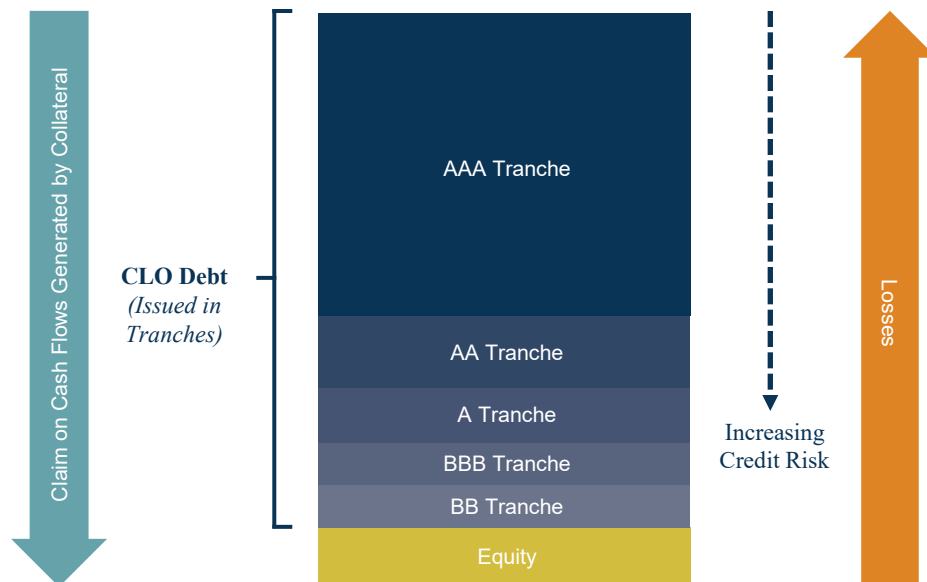 Claim on Cash Flows Generated by Collateral
CLO Debt
(Issued in
Tranches)
AAA Tranche
AA Tranche
A Tranche
BBB Tranche
BB Tranche
Equity
Increasing
Credit Risk
Losses